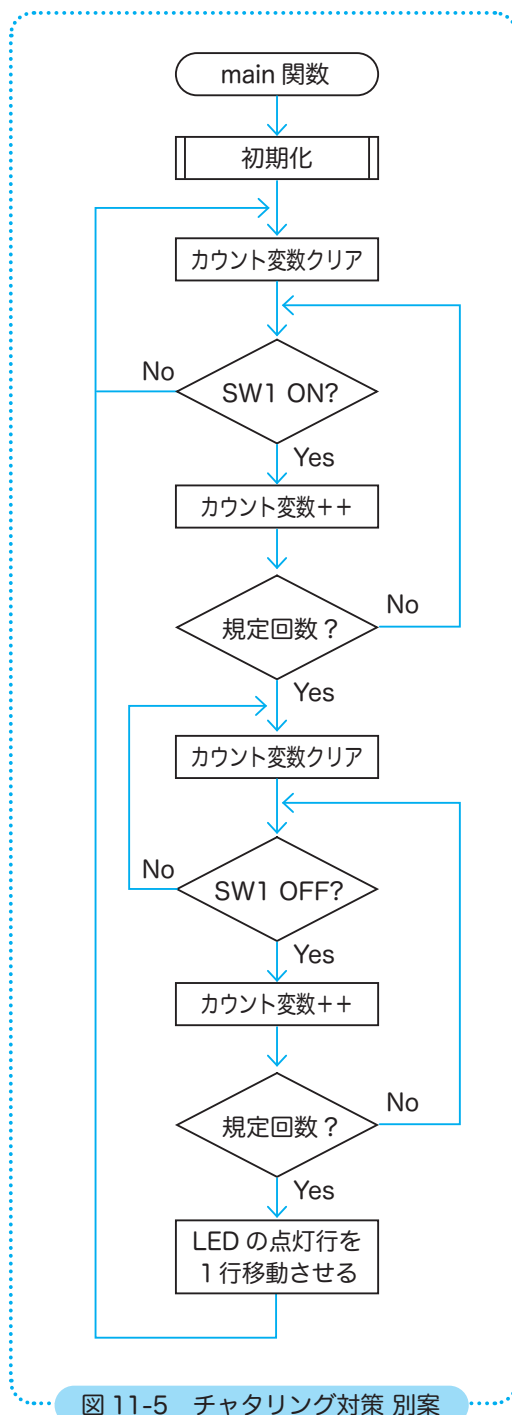 main 関数
初期化
カウント変数クリア
No
SW1 ON?
Yes
カウント変数++
規定回数？
No
Yes
カウント変数クリア
No
SW1 OFF?
Yes
カウント変数++
規定回数？
No
Yes
LED の点灯行を
1 行移動させる
図 11-5　チャタリング対策 別案